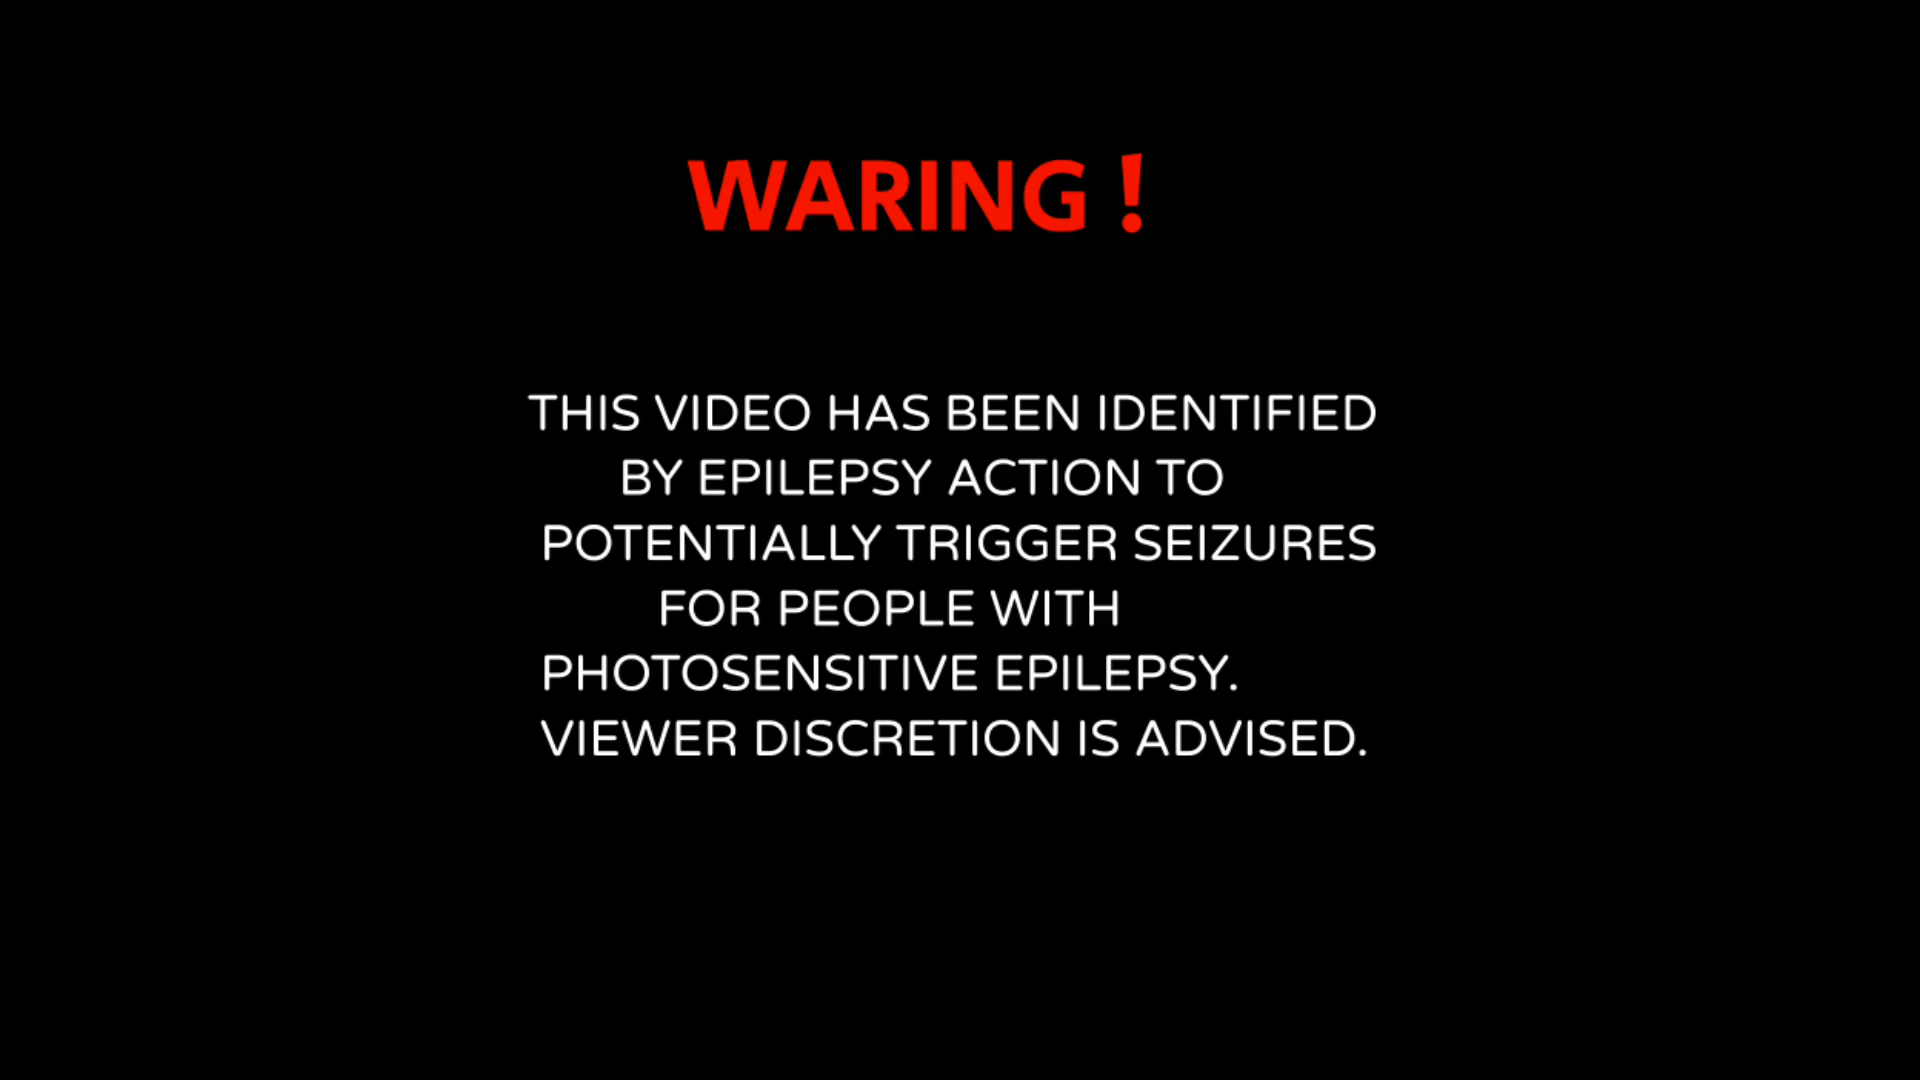 WARING !
THIS VIDEO HAS BEEN IDENTIFIED
BY EPILEPSY ACTION TO
POTENTIALLY TRIGGER SEIZURES
FOR PEOPLE WITH
PHOTOSENSITIVE EPILEPSY.
VIEWER DISCRETION IS ADVISED.